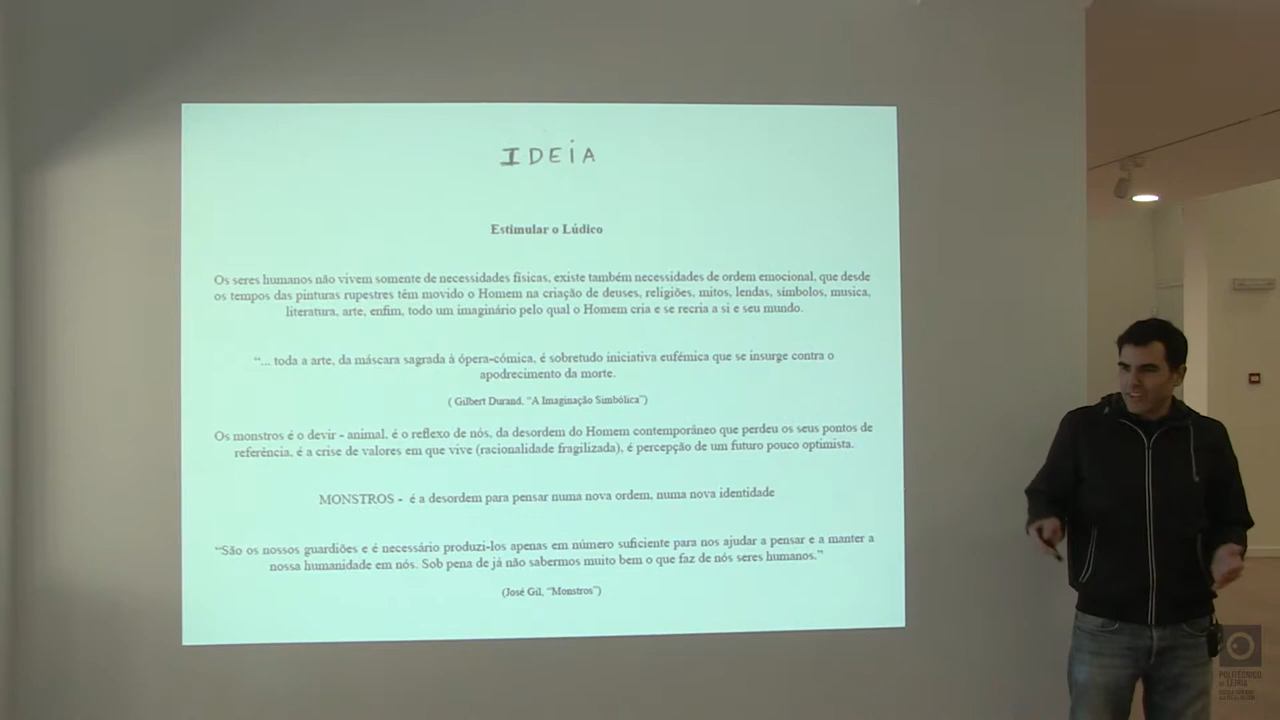 IDEiA
Estimular o Lúdico
Os seres humanos não vivem somente de necessidades físicas, existe também necessidades de ordem emocional, que desde
os tempos das pinturas rupestres têm movido o Homem na criação de deuses, religiões, mitos, lendas, símbolos, musica,
literatura, arte, enfim, todo um imaginário pelo qual o Homem cria e se recria a si e seu mundo.
“... toda a arte, da máscara sagrada à ópera-cómica, é sobretudo iniciativa eufémica que se insurge contra o
apodrecimento da morte.
( Gilbert Durand, “A Imaginação Simbólica”)
Os monstros é o devir - animal, é o reflexo de nós, da desordem do Homem contemporâneo que perdeu os seus pontos de
referência, é a crise de valores em que vive (racionalidade fragilizada), é percepção de um futuro pouco optimista.
MONSTROS - é a desordem para pensar numa nova ordem, numa nova identidade
“São os nossos guardiões e é necessário produzi-los apenas em número suficiente para nos ajudar a pensar e a manter a
nossa humanidade em nós. Sob pena de já não sabermos muito bem o que faz de nós seres humanos.”
(José Gil, “Monstros”)
POLITÉCNICO
DE LEIRIA